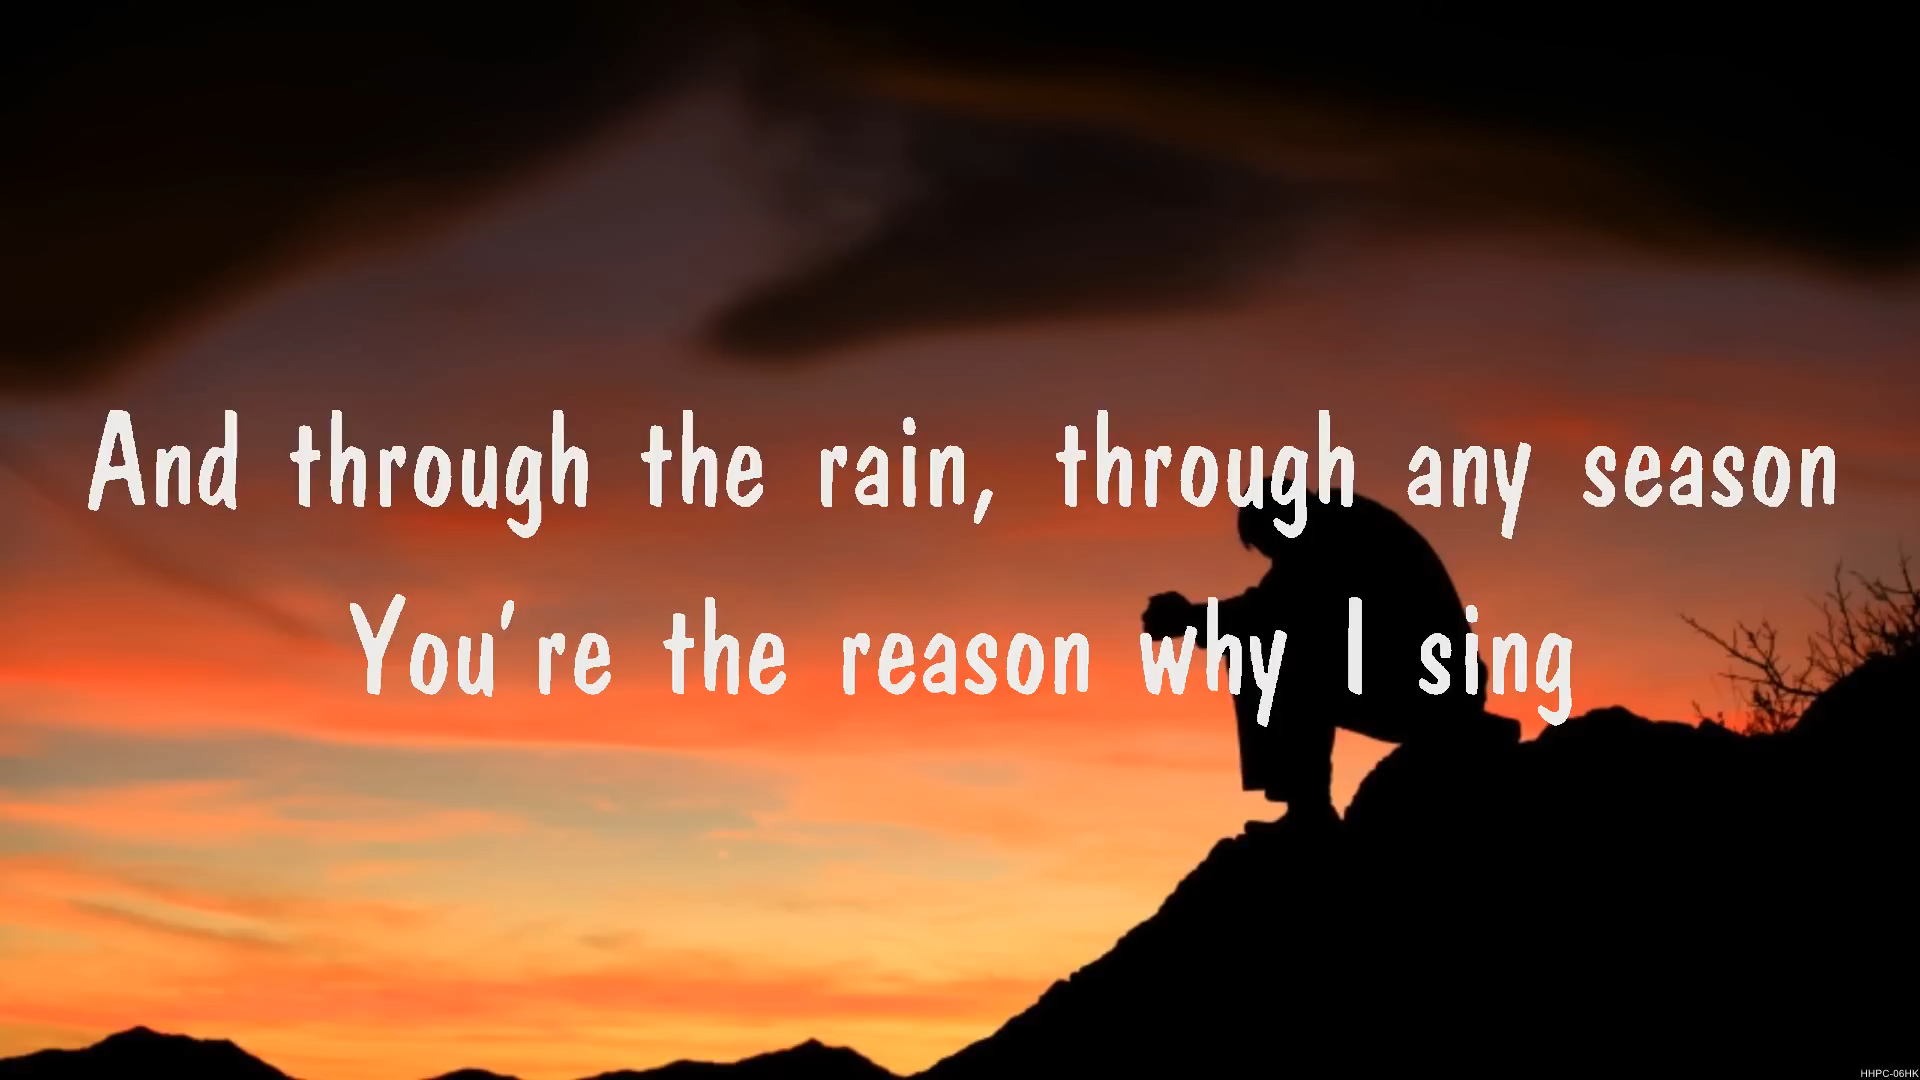 And through the rain, through any season
You're the reason why I sing
HHPC-06HK